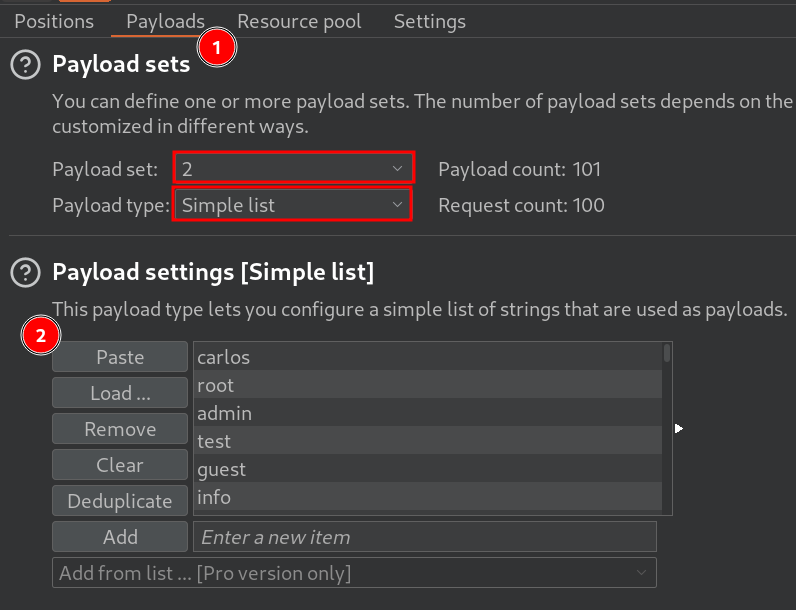 Positions Payloads Resource pool Settings
1
? Payload sets
You can define one or more payload sets. The number of payload sets depends on the
customized in different ways.
Payload set: 2 Payload count: 101
Payload type: Simple list Request count: 100
? Payload settings [Simple list]
This payload type lets you configure a simple list of strings that are used as payloads.
2
Paste carlos
Load ... root
Remove admin
Clear test
Deduplicate guest
info
Add Enter a new item
Add from list ... [Pro version only]